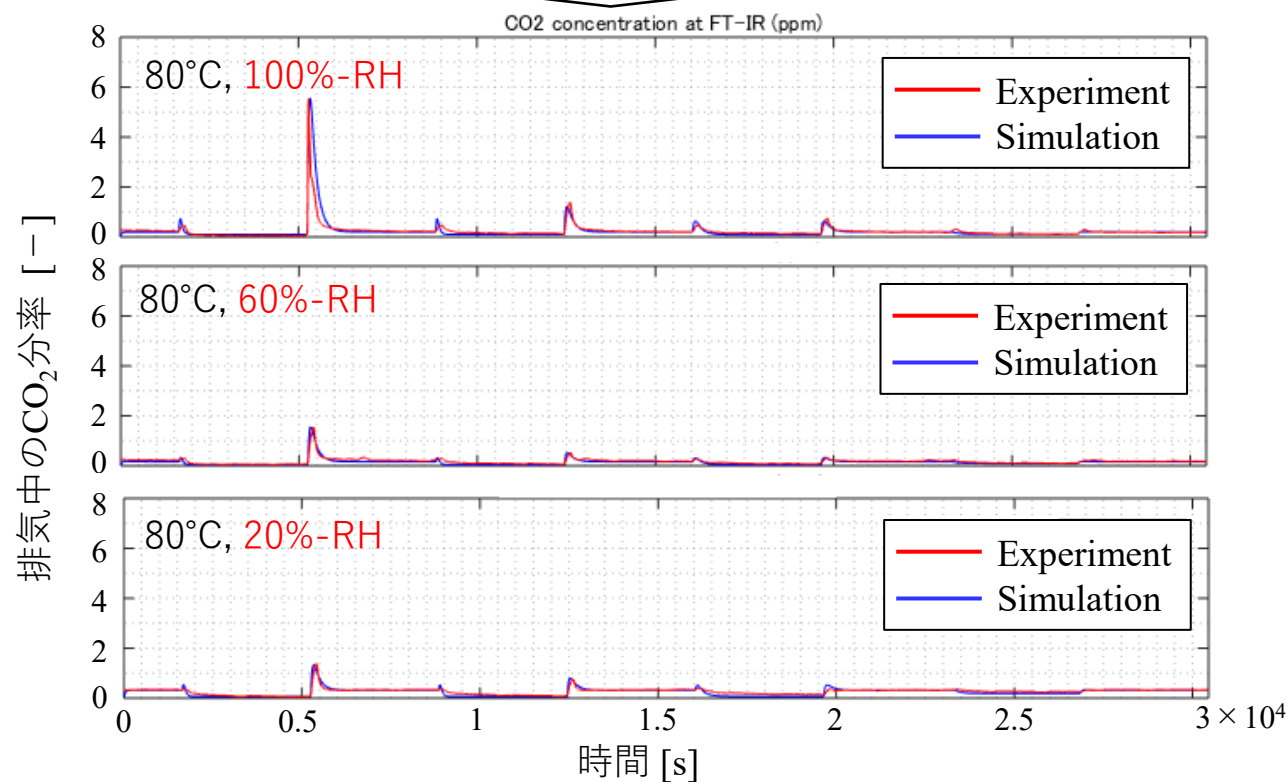 CO2 concentration at FT-IR (ppm)
8
6
4
2
0
80°C, 100%-RH
Experiment
Simulation
8
6
4
2
0
80°C, 60%-RH
Experiment
Simulation
8
6
4
2
0
80°C, 20%-RH
Experiment
Simulation
排気中のCO₂分率 [－]
0 0.5 1 1.5 2 2.5 3 × 10⁴
時間 [s]